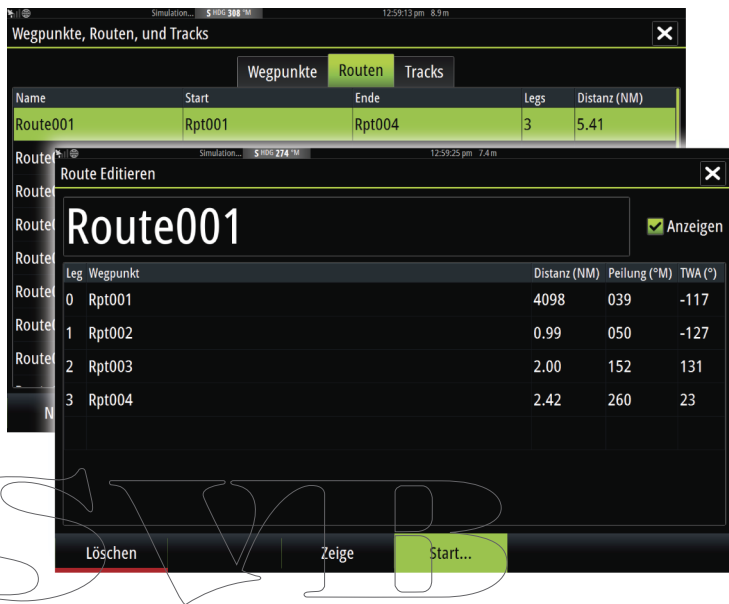 Simulation... S HDG 308 °M 12:59:13 pm 8.9 m
Wegpunkte, Routen, und Tracks
Wegpunkte Routen Tracks
Name Start Ende Legs Distanz (NM)
Route001 Rpt001 Rpt004 3 5.41
Simulation... S HDG 274 °M 12:59:25 pm 7.4 m
Route Editieren
Route001
Anzeigen
Leg Wegpunkt Distanz (NM) Peilung (°M) TWA (°)
0 Rpt001 4098 039 -117
1 Rpt002 0.99 050 -127
2 Rpt003 2.00 152 131
3 Rpt004 2.42 260 23
Löschen Zeige Start...
SVB